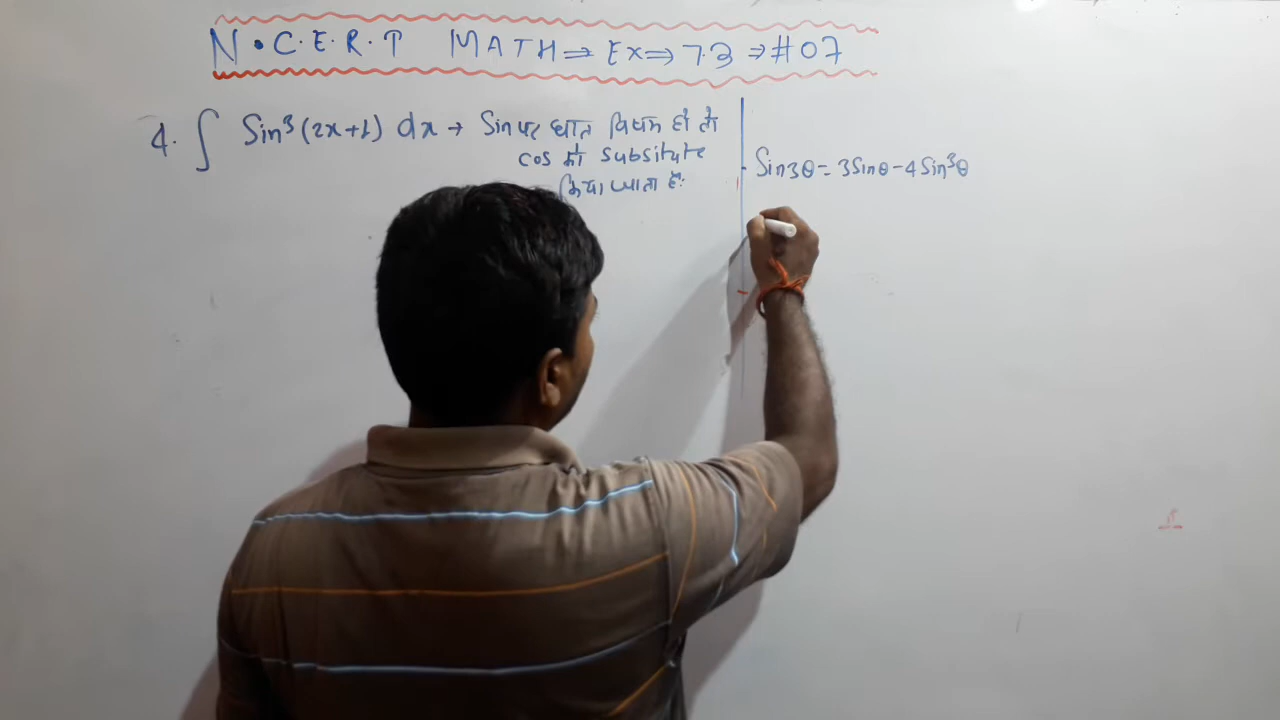 N.C.E.R.T MATH ⇒ Ex ⇒ 7.3 ⇒ #07
4. ∫ Sin³(2x+1) dx → Sin पर घात विषम हो तो
cos को Substitute
किया जाता है:
Sin3θ = 3Sinθ - 4Sin³θ